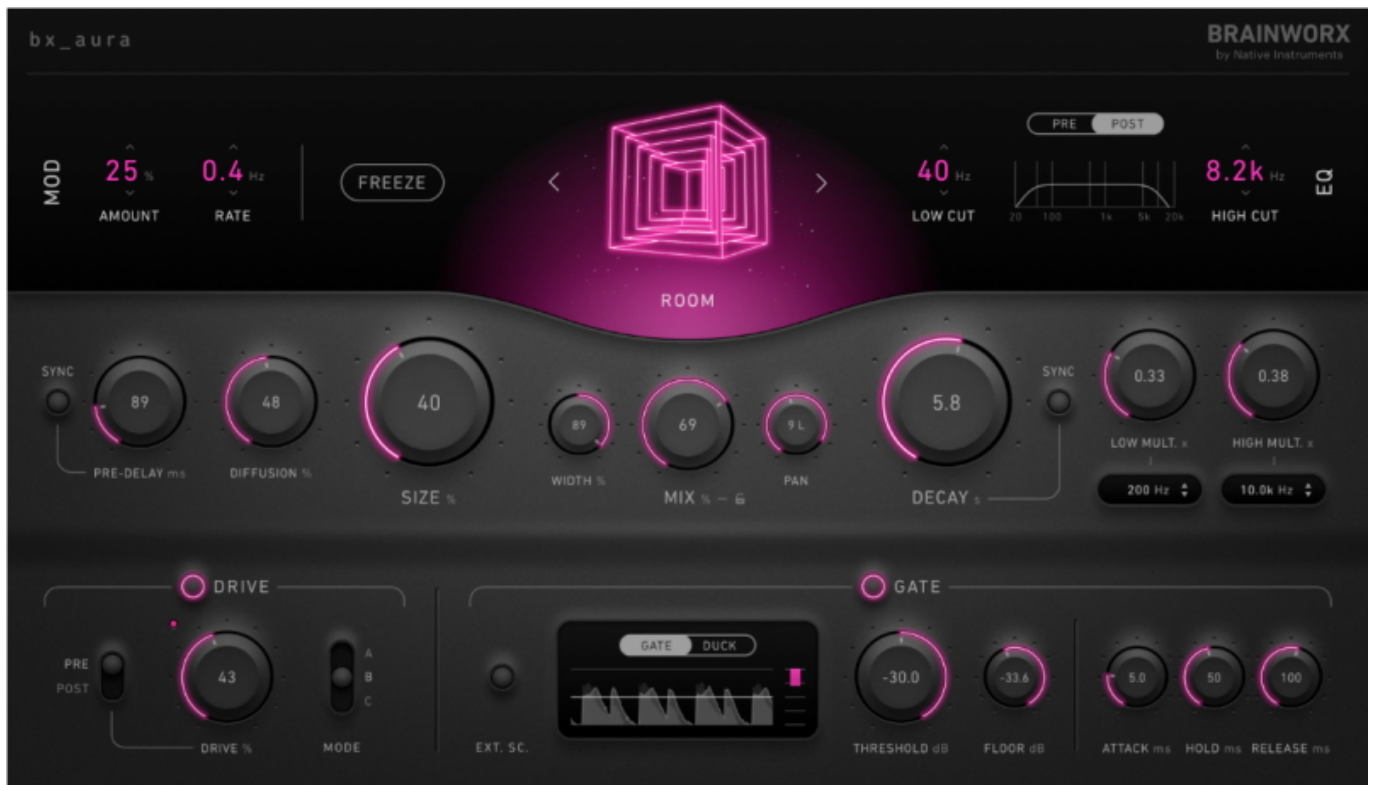 bx_aura
BRAINWORX
by Native Instruments
MOD
25 %
AMOUNT
0.4 Hz
RATE
FREEZE
ROOM
PRE POST
40 Hz
LOW CUT
20 100 1k 5k 20k
8.2k Hz
HIGH CUT
EQ
SYNC
89
PRE-DELAY ms
48
DIFFUSION %
40
SIZE %
89
WIDTH %
69
MIX % –
9 L
PAN
5.8
DECAY s
SYNC
0.33
LOW MULT. x
200 Hz
0.38
HIGH MULT. x
10.0k Hz
DRIVE
PRE
POST
43
DRIVE %
A
B
C
MODE
GATE
EXT. SC.
GATE DUCK
-30.0
THRESHOLD dB
-33.6
FLOOR dB
5.0
ATTACK ms
50
HOLD ms
100
RELEASE ms